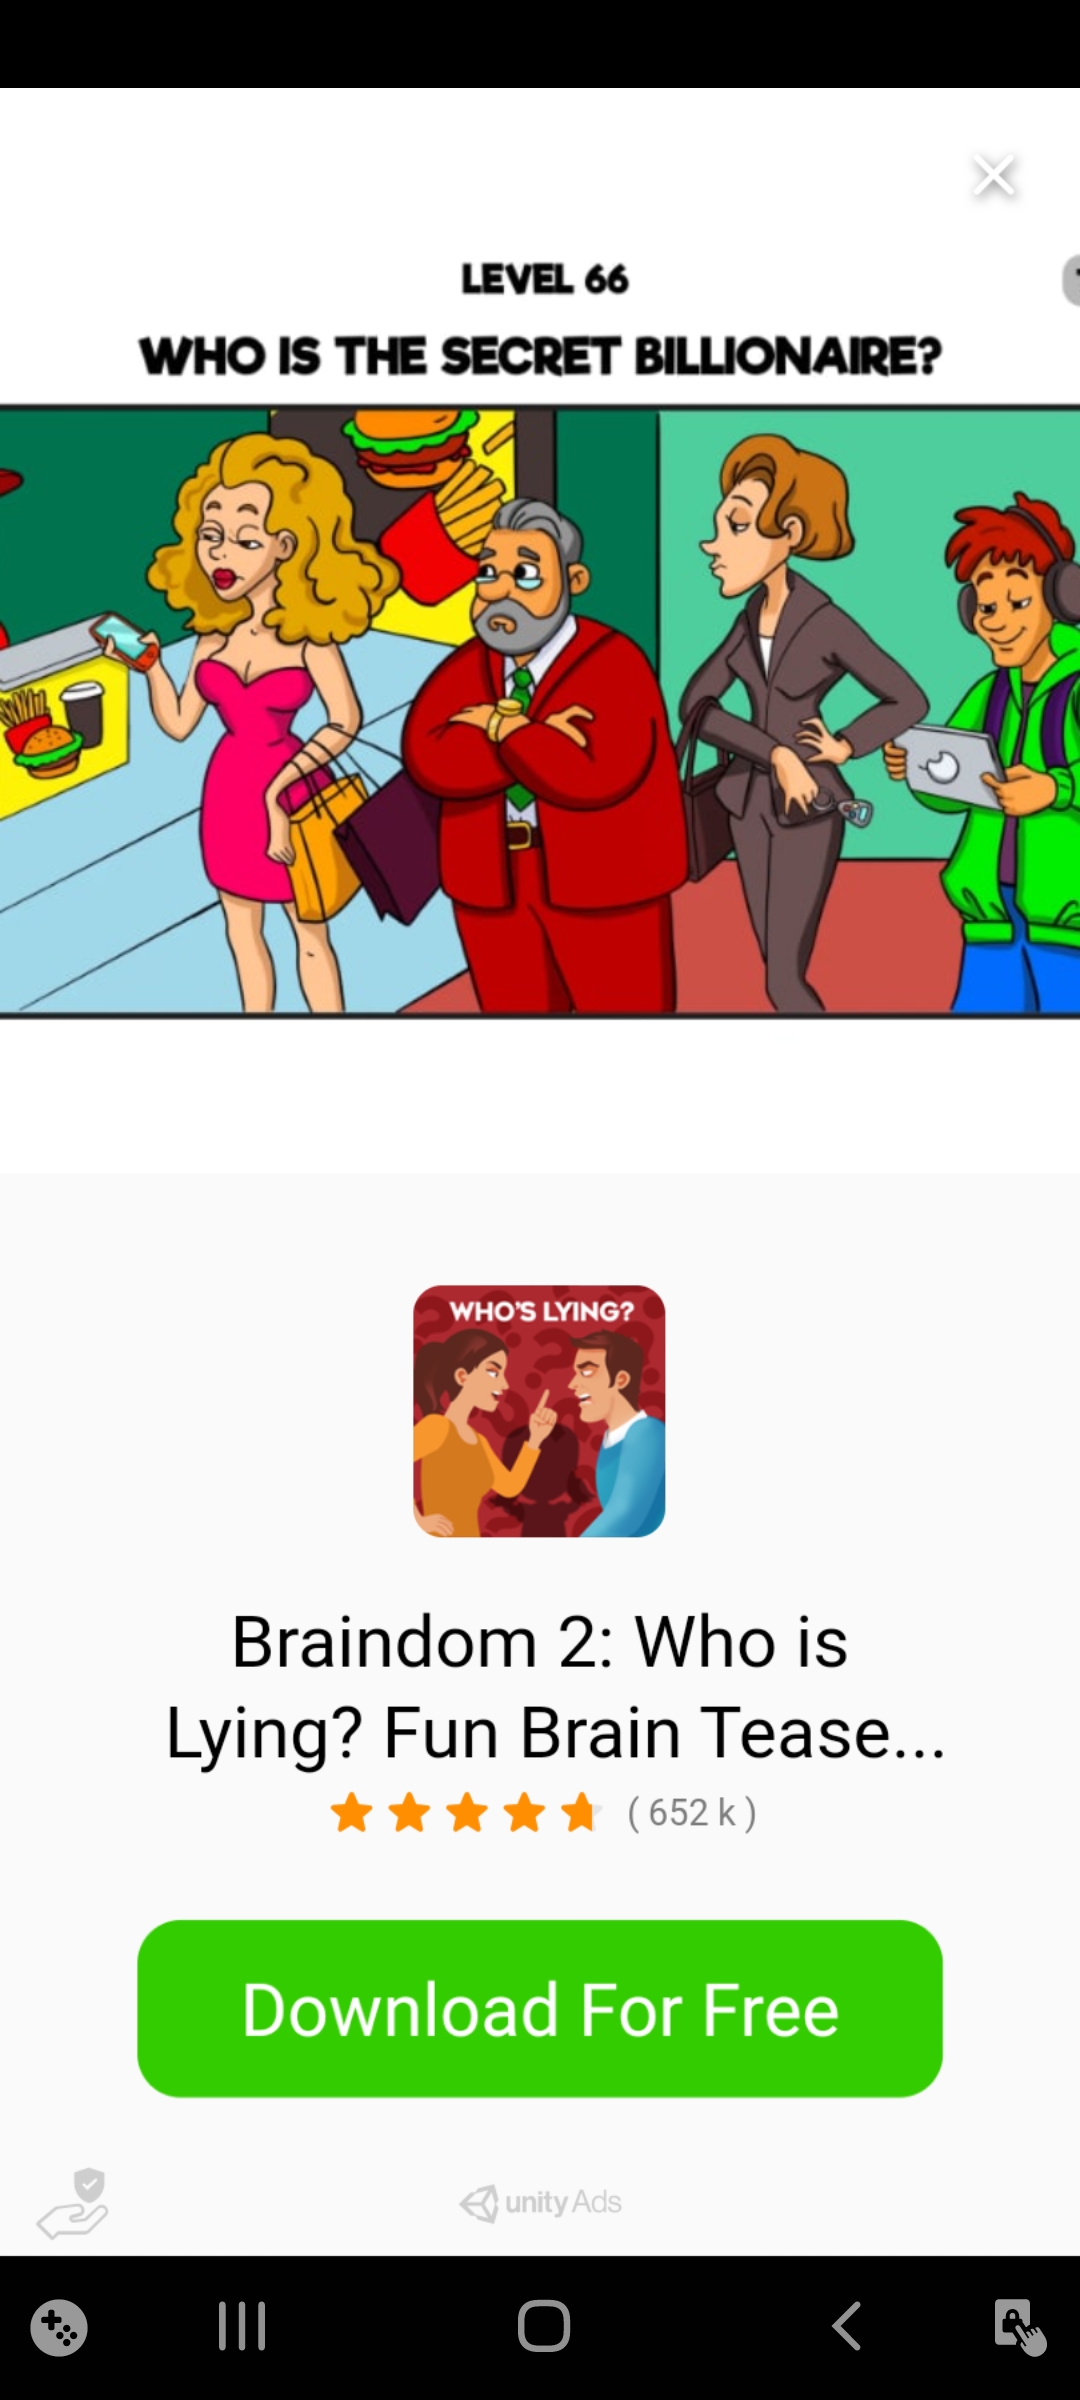 LEVEL 66
WHO IS THE SECRET BILLIONAIRE?
WHO'S LYING?
Braindom 2: Who is
Lying? Fun Brain Tease...
( 652 k )
Download For Free
unity Ads